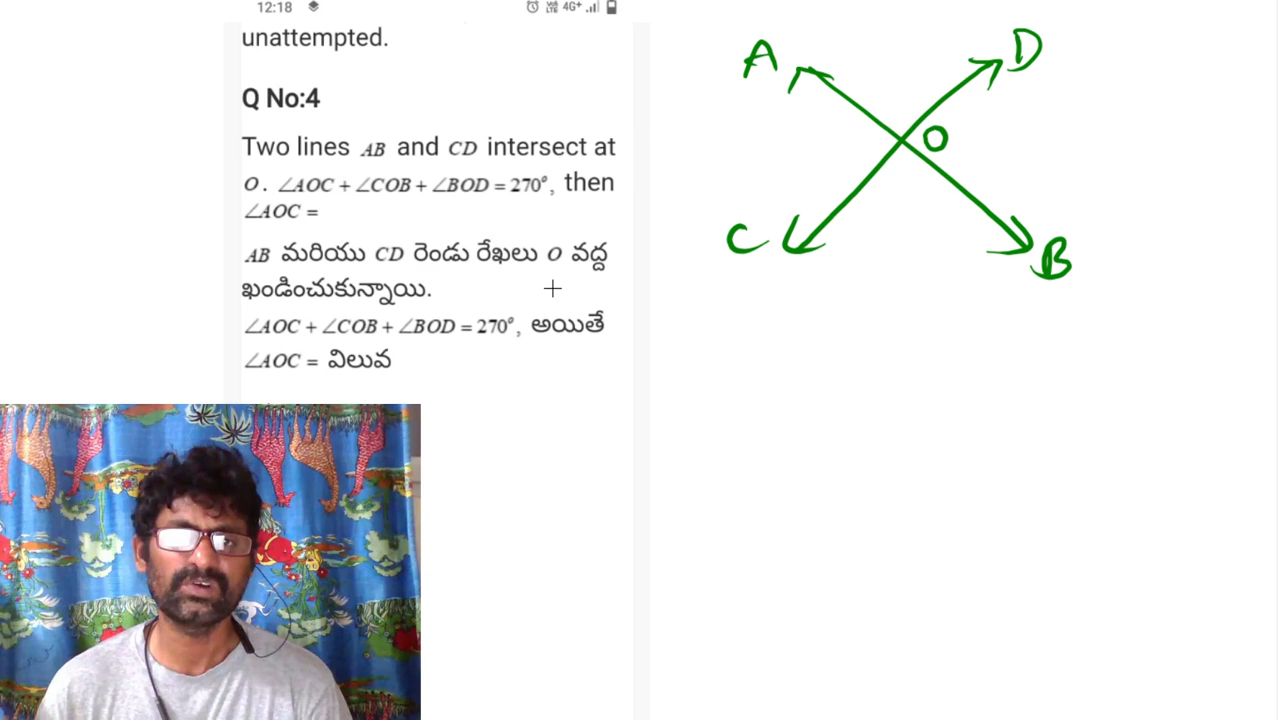 12:18
4G+
unattempted.
Q No:4
Two lines AB and CD intersect at
O. ∠AOC + ∠COB + ∠BOD = 270°, then
∠AOC =
AB మరియు CD రెండు రేఖలు O వద్ద
ఖండించుకున్నాయి.
∠AOC + ∠COB + ∠BOD = 270°, అయితే
∠AOC = విలువ
A
D
O
C
B